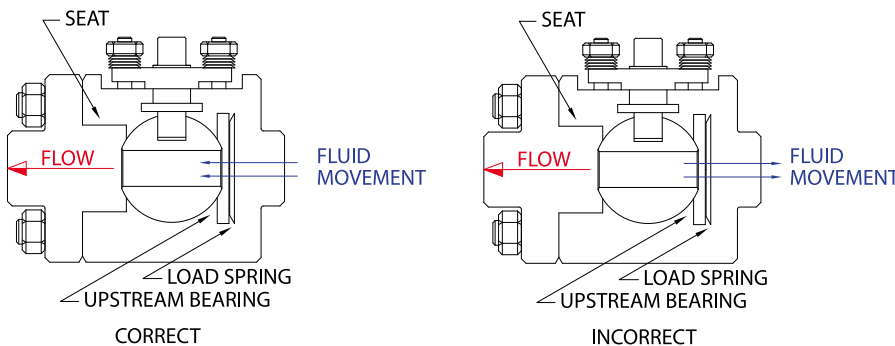 SEAT
FLOW
FLUID
MOVEMENT
LOAD SPRING
UPSTREAM BEARING
CORRECT
SEAT
FLOW
FLUID
MOVEMENT
LOAD SPRING
UPSTREAM BEARING
INCORRECT